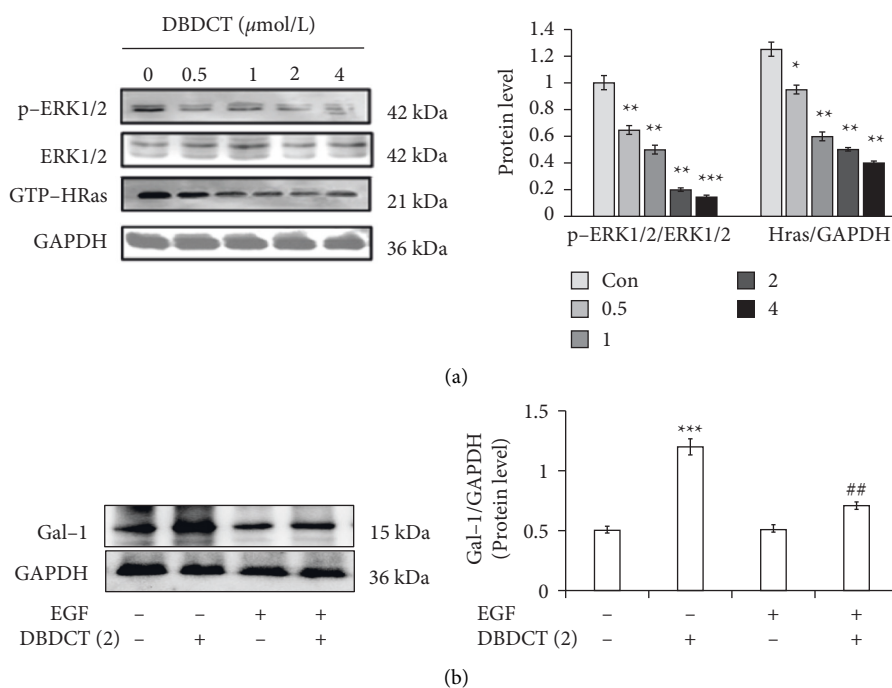 DBDCT (μmol/L)
0 0.5 1 2 4
p–ERK1/2 42 kDa
ERK1/2 42 kDa
GTP–HRas 21 kDa
GAPDH 36 kDa
Protein level
1.4
1.2
1
0.8
0.6
0.4
0.2
0
** ** ** ***
* ** ** **
p–ERK1/2/ERK1/2 Hras/GAPDH
Con 2
0.5 4
1
(a)
Gal–1 15 kDa
GAPDH 36 kDa
EGF – – + +
DBDCT (2) – + – +
Gal–1/GAPDH
(Protein level)
1.5
1
0.5
0
***
##
EGF – – + +
DBDCT (2) – + – +
(b)